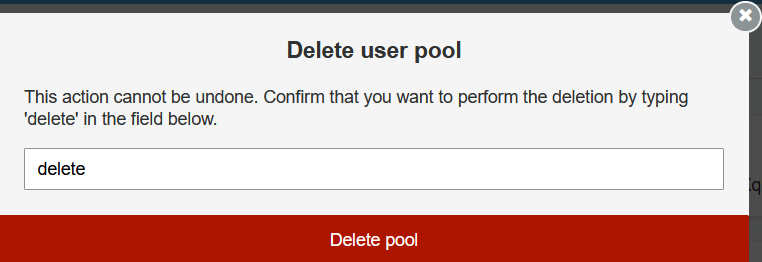 Delete user pool
This action cannot be undone. Confirm that you want to perform the deletion by typing
'delete' in the field below.
delete
Delete pool